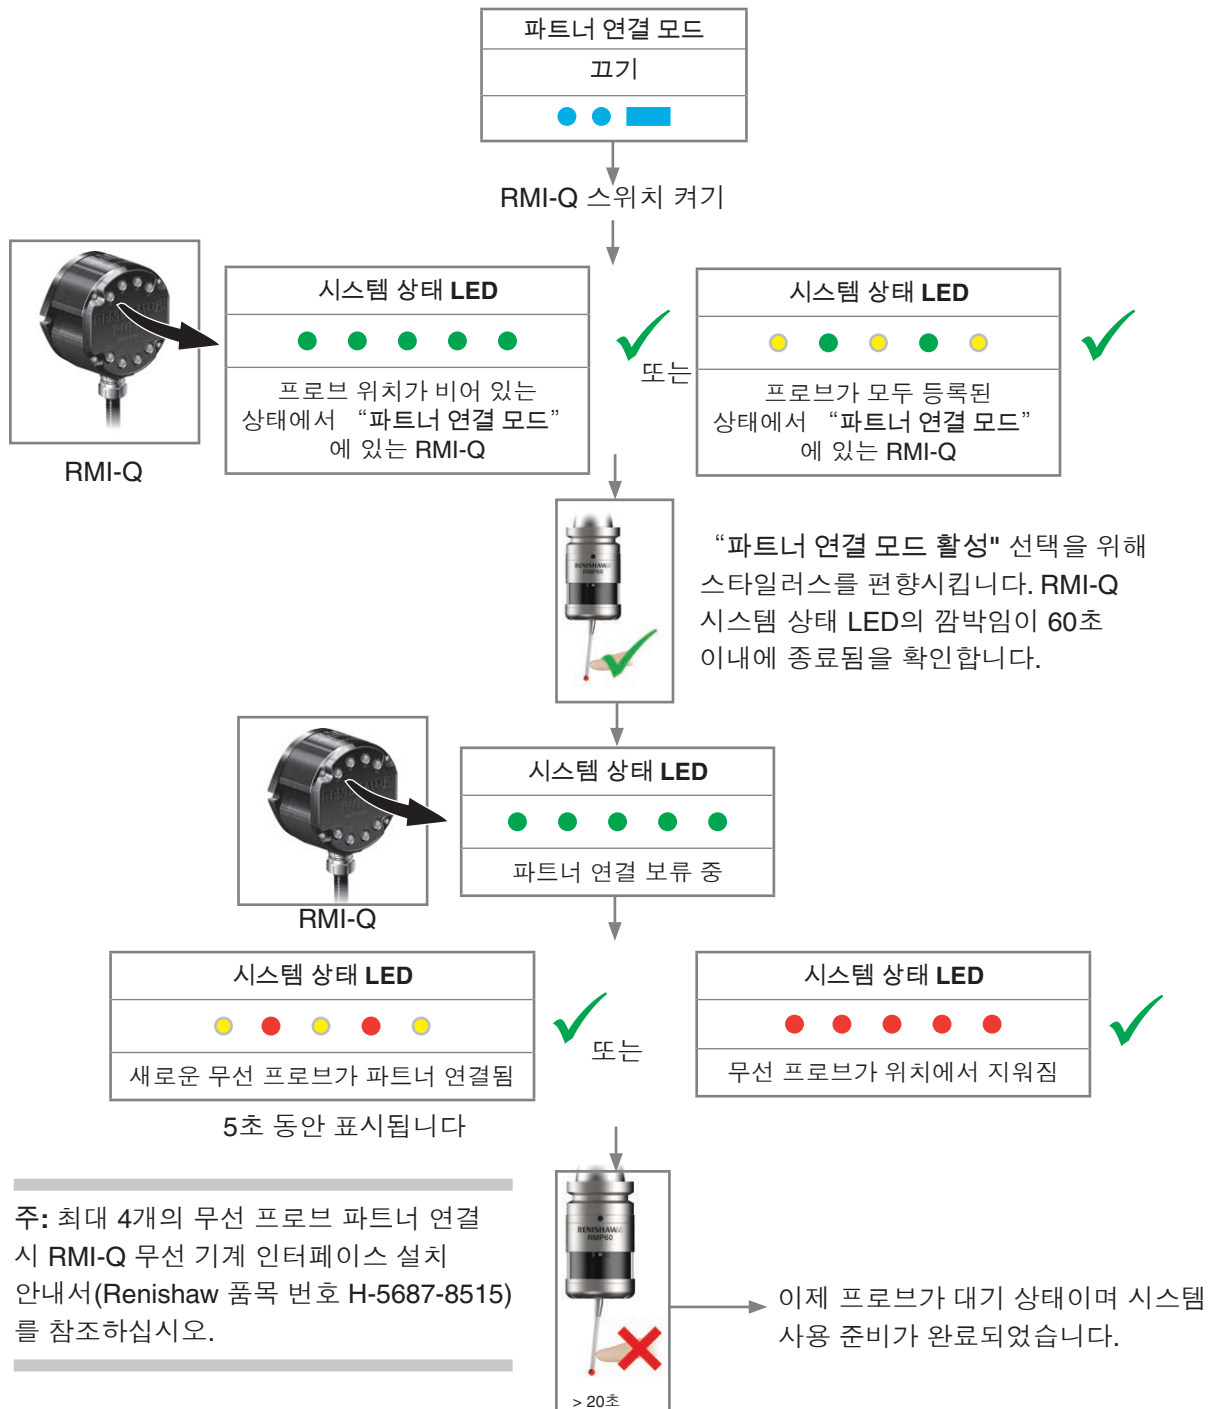 파트너 연결 모드
끄기
RMI-Q 스위치 켜기
시스템 상태 LED
프로브 위치가 비어 있는
상태에서 “파트너 연결 모드”
에 있는 RMI-Q
RMI-Q
또는
시스템 상태 LED
프로브가 모두 등록된
상태에서 “파트너 연결 모드”
에 있는 RMI-Q
RENISHAW
RMP60
“파트너 연결 모드 활성" 선택을 위해
스타일러스를 편향시킵니다. RMI-Q
시스템 상태 LED의 깜박임이 60초
이내에 종료됨을 확인합니다.
시스템 상태 LED
파트너 연결 보류 중
RMI-Q
시스템 상태 LED
새로운 무선 프로브가 파트너 연결됨
5초 동안 표시됩니다
또는
시스템 상태 LED
무선 프로브가 위치에서 지워짐
주: 최대 4개의 무선 프로브 파트너 연결
시 RMI-Q 무선 기계 인터페이스 설치
안내서(Renishaw 품목 번호 H-5687-8515)
를 참조하십시오.
RENISHAW
RMP60
> 20초
이제 프로브가 대기 상태이며 시스템
사용 준비가 완료되었습니다.